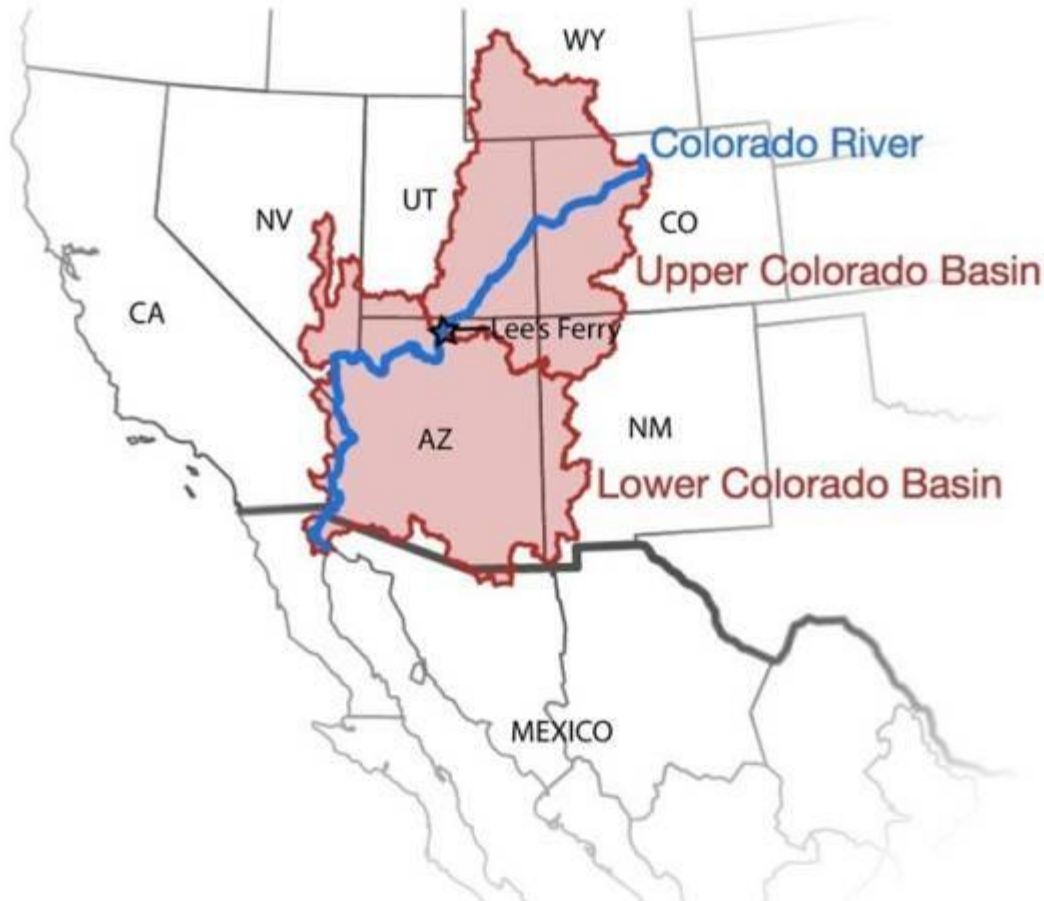 WY
Colorado River
UT
NV
CO
Upper Colorado Basin
CA
Lee's Ferry
AZ
NM
Lower Colorado Basin
MEXICO